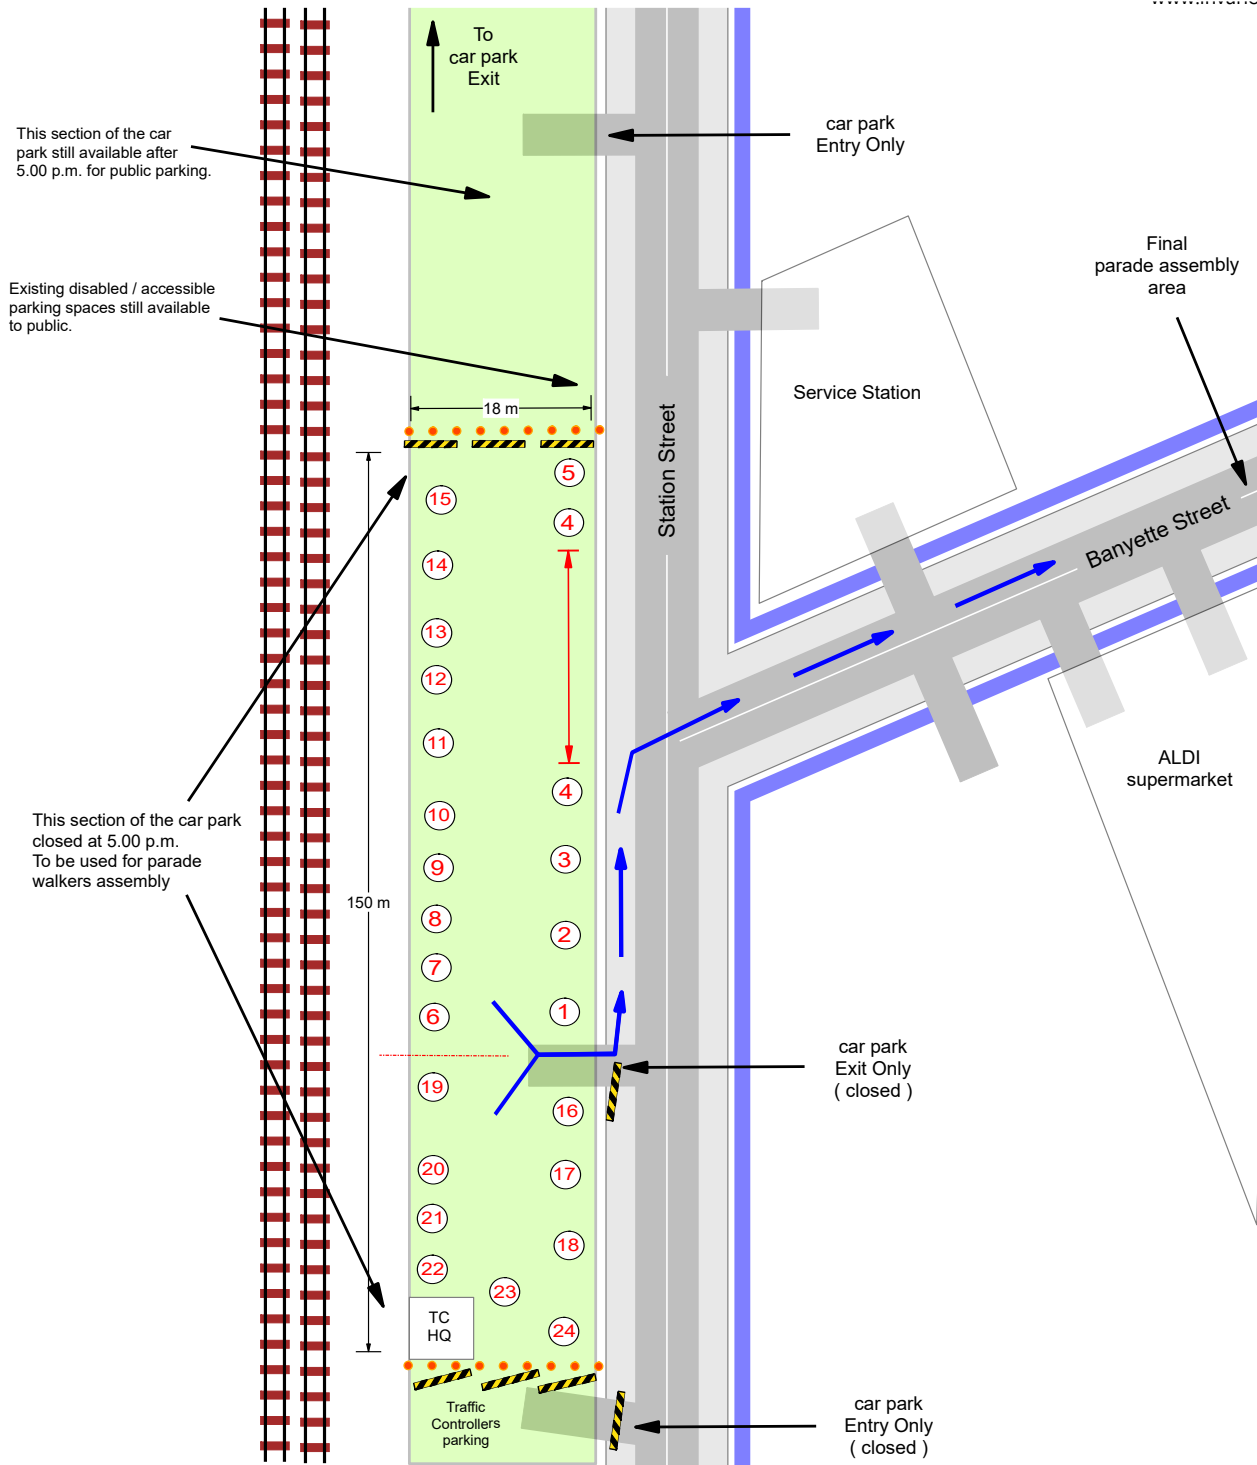 To
car park
Exit
car park
Entry Only
This section of the car
park still available after
5.00 p.m. for public parking.
Final
parade assembly
area
Existing disabled / accessible
parking spaces still available
to public.
Service Station
18 m
Station Street
Banyette Street
5
15
4
14
13
12
11
4
10
3
9
8
2
7
1
6
ALDI
supermarket
This section of the car park
closed at 5.00 p.m.
To be used for parade
walkers assembly
150 m
car park
Exit Only
( closed )
19
16
20
17
21
18
22
23
24
TC
HQ
Traffic
Controllers
parking
car park
Entry Only
( closed )